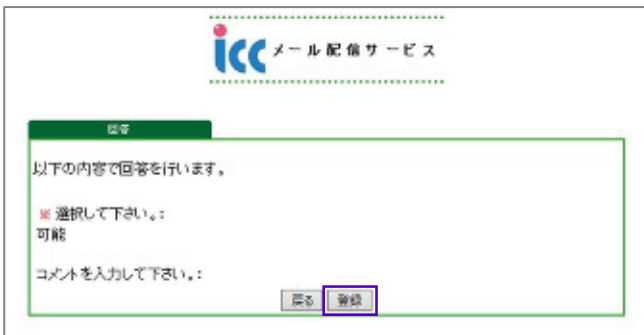 icc メール配信サービス
回答
以下の内容で回答を行います。
※ 選択して下さい。:
可能
コメントを入力して下さい。:
戻る 登録